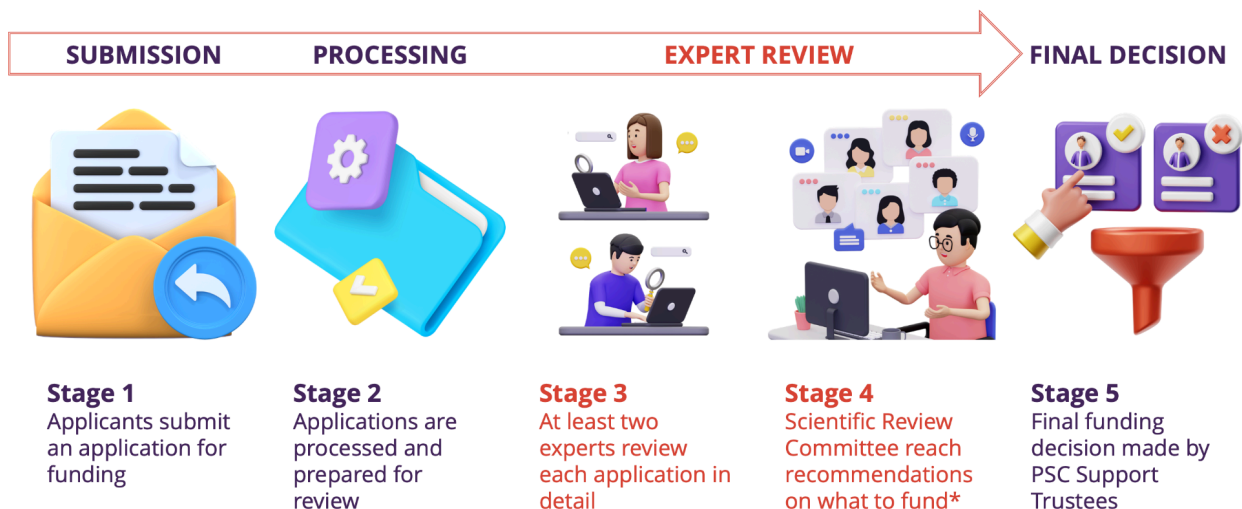 SUBMISSION
PROCESSING
EXPERT REVIEW
FINAL DECISION
Stage 1
Applicants submit
an application for
funding
Stage 2
Applications are
processed and
prepared for
review
Stage 3
At least two
experts review
each application in
detail
Stage 4
Scientific Review
Committee reach
recommendations
on what to fund*
Stage 5
Final funding
decision made by
PSC Support
Trustees